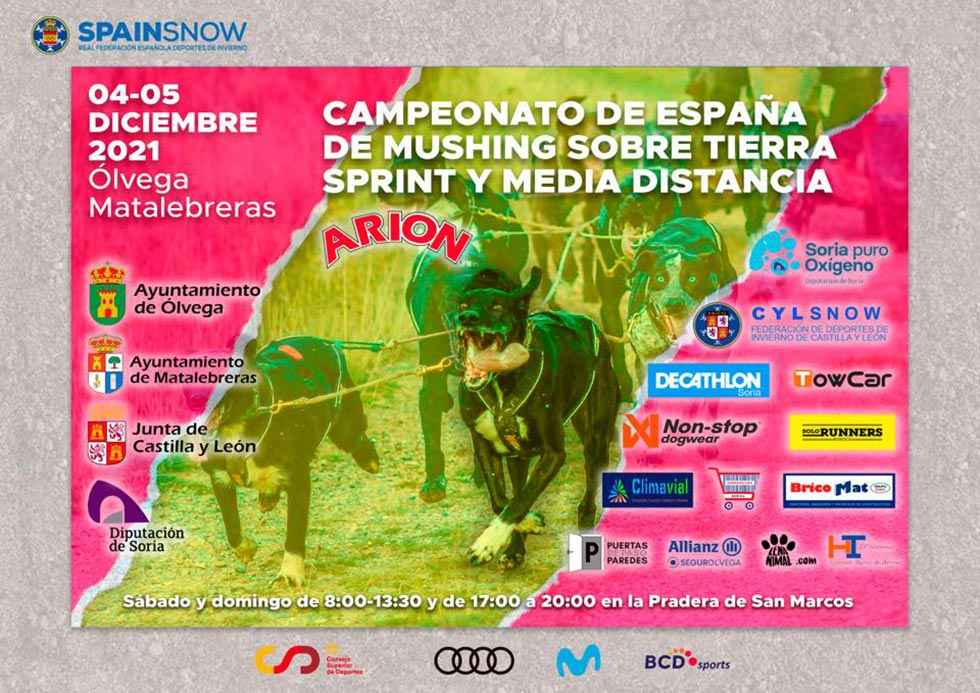 SPAINSNOW
REAL FEDERACIÓN ESPAÑOLA DEPORTES DE INVIERNO
04-05
DICIEMBRE
2021
Ólvega
Matalebreras
CAMPEONATO DE ESPAÑA
DE MUSHING SOBRE TIERRA
SPRINT Y MEDIA DISTANCIA
ARION
Ayuntamiento
de Ólvega
Ayuntamiento
de Matalebreras
Junta de
Castilla y León
Diputación
de Soria
Soria puro
Oxígeno
Diputación de Soria
CYLSNOW
FEDERACIÓN DE DEPORTES DE
INVIERNO DE CASTILLA Y LEÓN
DECATHLON
Soria
TOWCAR
Non-stop
dogwear
SOLORUNNERS
Climavial
Brico Mat
P
PUERTAS
DE PASO
PAREDES
Allianz
SEGUROLVEGA
.com
HT
Sábado y domingo de 8:00-13:30 y de 17:00 a 20:00 en la Pradera de San Marcos
Consejo
Superior
de Deportes
BCD sports